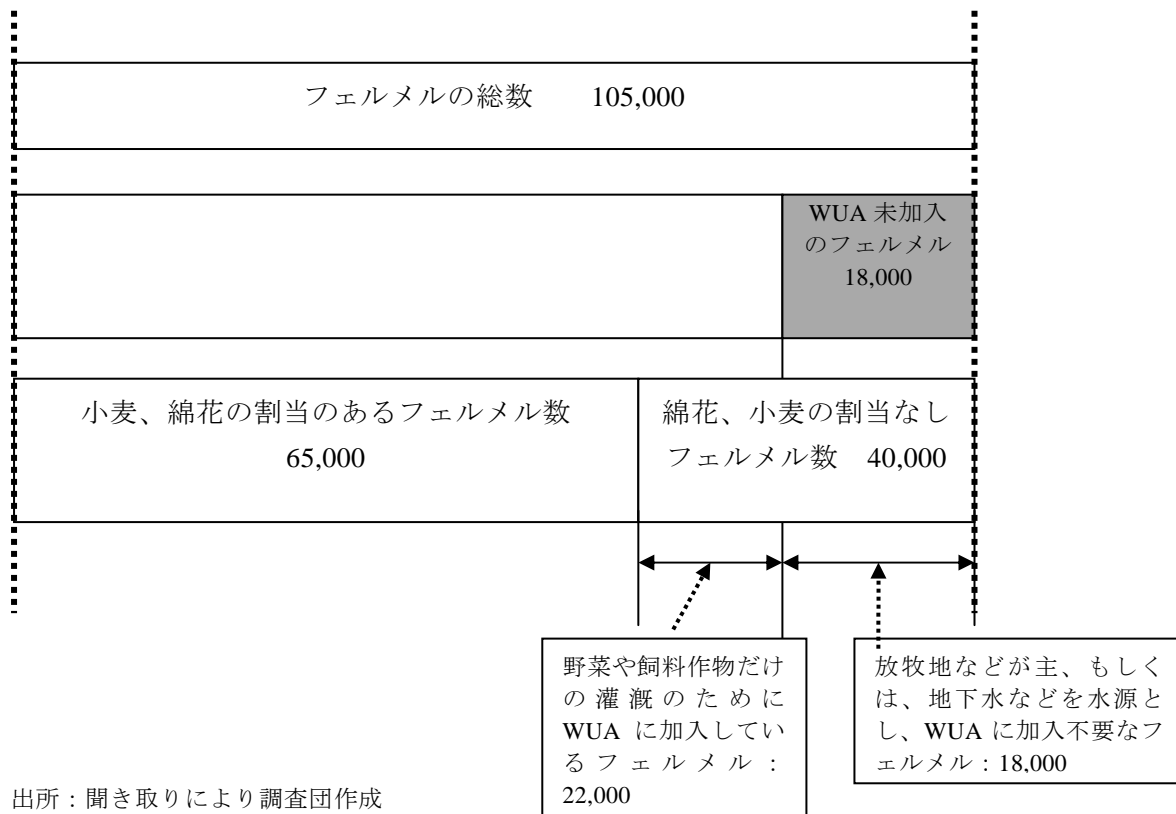 フェルメルの総数　　105,000
WUA 未加入
のフェルメル
18,000
小麦、綿花の割当のあるフェルメル数
65,000
綿花、小麦の割当なし
フェルメル数　40,000
野菜や飼料作物だけ
の灌漑のために
WUA に加入してい
るフェルメル：
22,000
放牧地などが主、もしく
は、地下水などを水源と
し、WUA に加入不要なフ
ェルメル：18,000
出所：聞き取りにより調査団作成